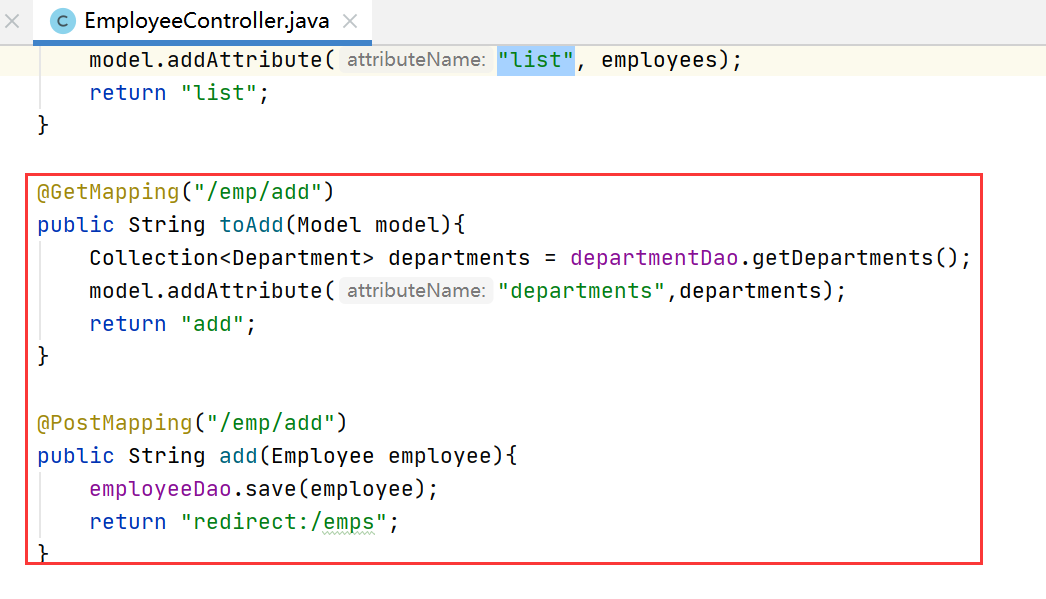 C EmployeeController.java
model.addAttribute( attributeName: "list", employees);
return "list";
}
@GetMapping("/emp/add")
public String toAdd(Model model){
Collection<Department> departments = departmentDao.getDepartments();
model.addAttribute( attributeName: "departments",departments);
return "add";
}
@PostMapping("/emp/add")
public String add(Employee employee){
employeeDao.save(employee);
return "redirect:/emps";
}